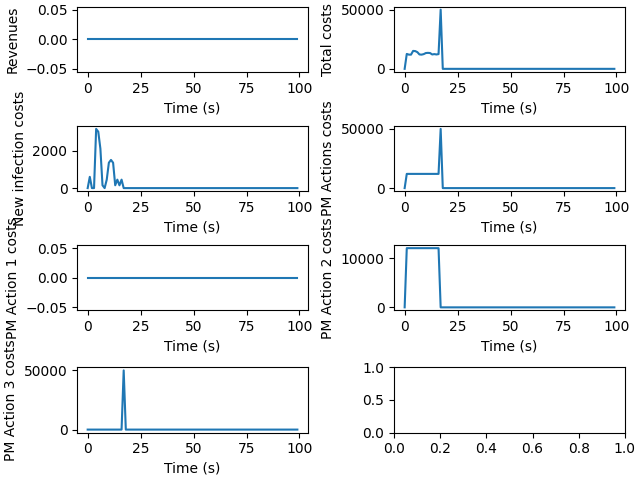 Revenues
0.05
0.00
−0.05
0 25 50 75 100
Time (s)
Total costs
50000
0
0 25 50 75 100
Time (s)
New infection costs
2000
0
0 25 50 75 100
Time (s)
PM Actions costs
50000
0
0 25 50 75 100
Time (s)
PM Action 1 costs
0.05
0.00
−0.05
0 25 50 75 100
Time (s)
PM Action 2 costs
10000
0
0 25 50 75 100
Time (s)
PM Action 3 costs
50000
0
0 25 50 75 100
Time (s)
1.0
0.5
0.0
0.0 0.2 0.4 0.6 0.8 1.0